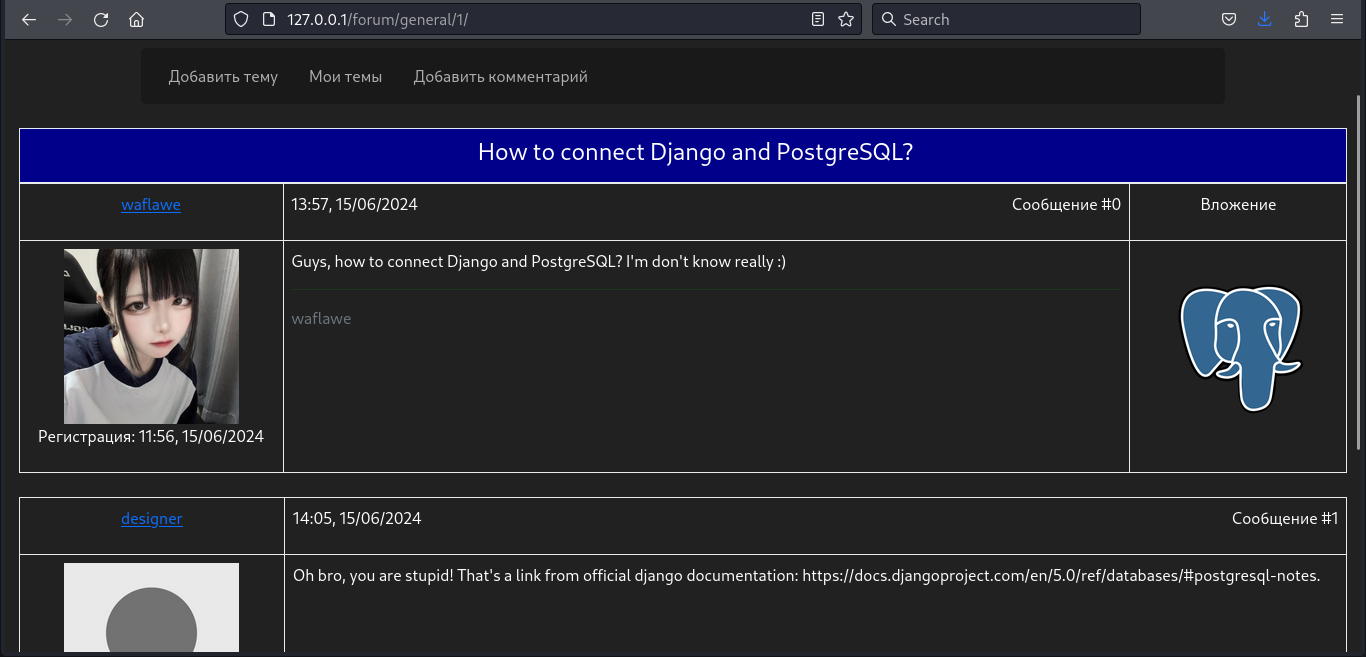 127.0.0.1/forum/general/1/
Search
Добавить тему Мои темы Добавить комментарий
How to connect Django and PostgreSQL?
waflawe 13:57, 15/06/2024 Сообщение #0 Вложение
Guys, how to connect Django and PostgreSQL? I'm don't know really :)
waflawe
Регистрация: 11:56, 15/06/2024
designer 14:05, 15/06/2024 Сообщение #1
Oh bro, you are stupid! That's a link from official django documentation: https://docs.djangoproject.com/en/5.0/ref/databases/#postgresql-notes.